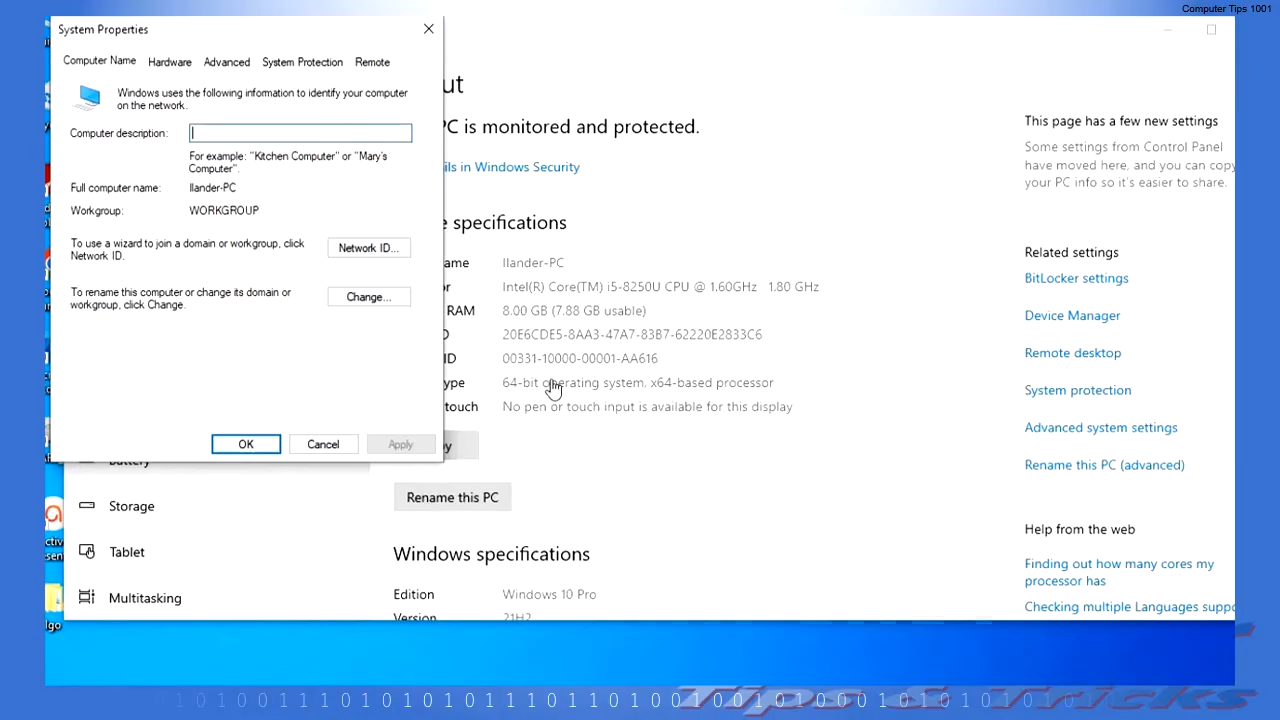 Computer Tips 1001
System Properties
Computer Name Hardware Advanced System Protection Remote
Windows uses the following information to identify your computer
on the network.
Computer description:
For example: "Kitchen Computer" or "Mary's
Computer".
Full computer name: Ilander-PC
Workgroup: WORKGROUP
To use a wizard to join a domain or workgroup, click
Network ID.
Network ID...
To rename this computer or change its domain or
workgroup, click Change.
Change...
OK Cancel Apply
ut
PC is monitored and protected.
ils in Windows Security
e specifications
ame Ilander-PC
or Intel(R) Core(TM) i5-8250U CPU @ 1.60GHz 1.80 GHz
RAM 8.00 GB (7.88 GB usable)
D 20E6CDE5-8AA3-47A7-83B7-62220E2833C6
ID 00331-10000-00001-AA616
ype 64-bit operating system, x64-based processor
touch No pen or touch input is available for this display
y
Rename this PC
Windows specifications
Edition Windows 10 Pro
Version 21H2
Battery
Storage
Tablet
Multitasking
This page has a few new settings
Some settings from Control Panel
have moved here, and you can copy
your PC info so it's easier to share.
Related settings
BitLocker settings
Device Manager
Remote desktop
System protection
Advanced system settings
Rename this PC (advanced)
Help from the web
Finding out how many cores my
processor has
Checking multiple Languages suppo
lgo
Tips & Tricks